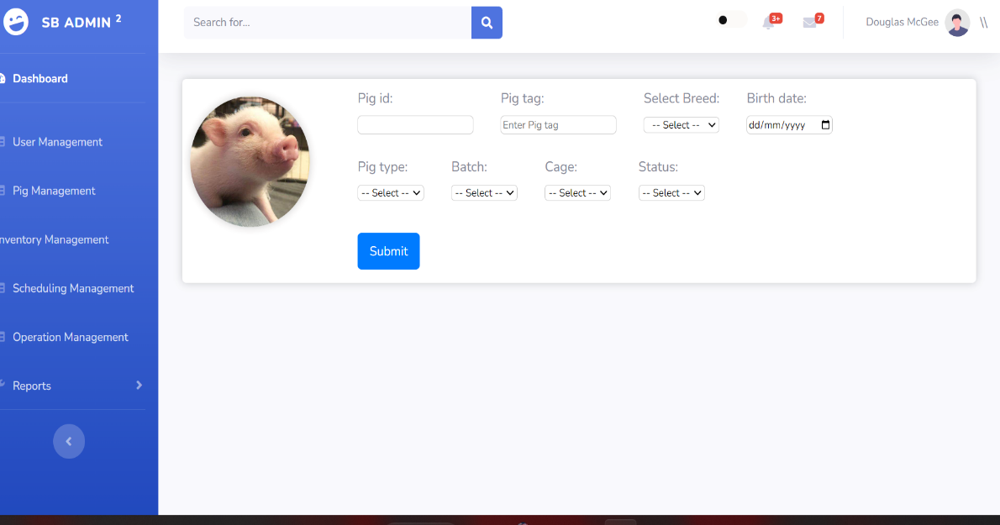 SB ADMIN 2
Search for...
3+
7
Douglas McGee
\\
Dashboard
User Management
Pig Management
nventory Management
Scheduling Management
Operation Management
Reports
Pig id:
Pig tag:
Select Breed:
Birth date:
Enter Pig tag
-- Select --
dd/mm/yyyy
Pig type:
Batch:
Cage:
Status:
-- Select --
-- Select --
-- Select --
-- Select --
Submit